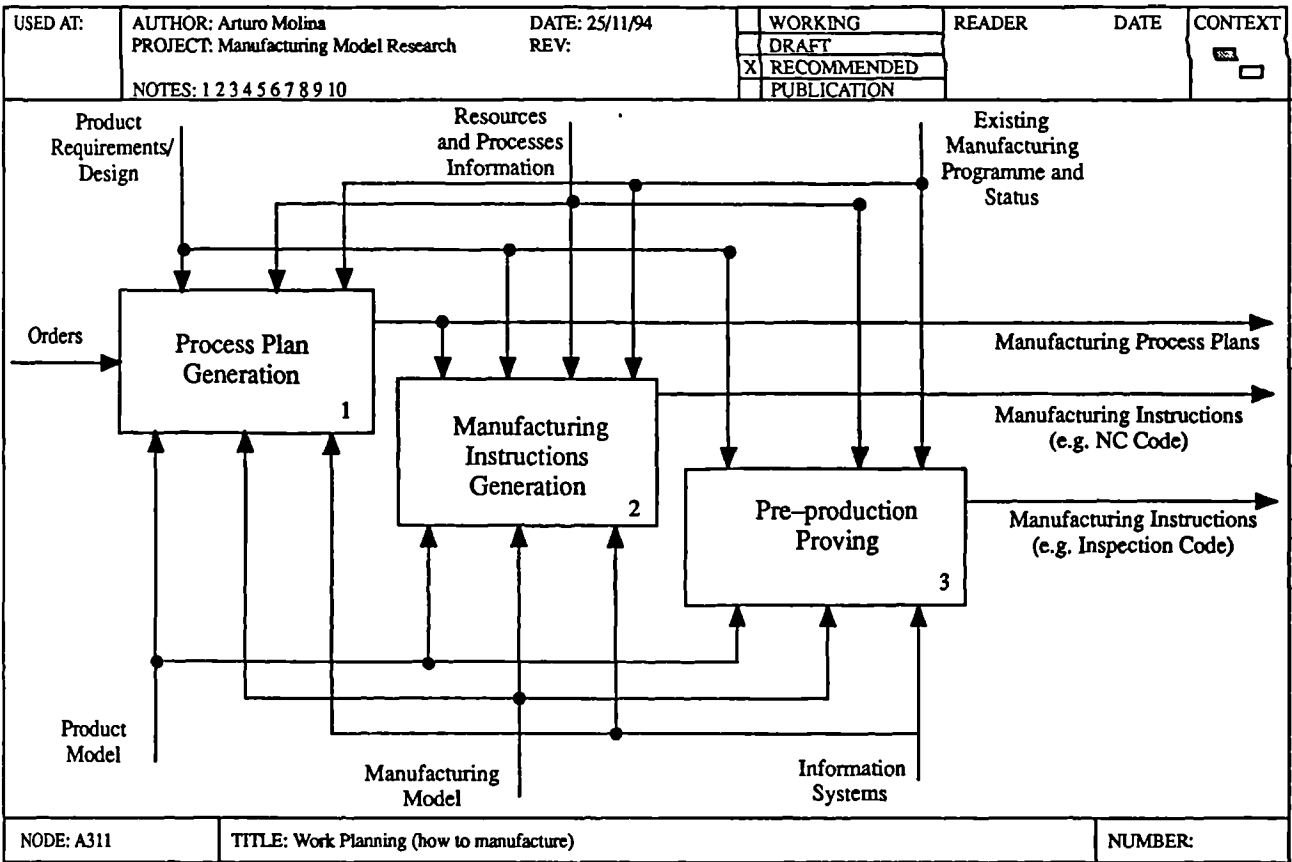 USED AT:
AUTHOR: Arturo Molina
DATE: 25/11/94
PROJECT: Manufacturing Model Research
REV:
NOTES: 1 2 3 4 5 6 7 8 9 10
WORKING
DRAFT
X RECOMMENDED
PUBLICATION
READER
DATE
CONTEXT
Product
Requirements/
Design
Resources
and Processes
Information
Existing
Manufacturing
Programme and
Status
Orders
Process Plan
Generation
1
Manufacturing Process Plans
Manufacturing
Instructions
Generation
2
Manufacturing Instructions
(e.g. NC Code)
Pre-production
Proving
3
Manufacturing Instructions
(e.g. Inspection Code)
Product
Model
Manufacturing
Model
Information
Systems
NODE: A311
TITLE: Work Planning (how to manufacture)
NUMBER: